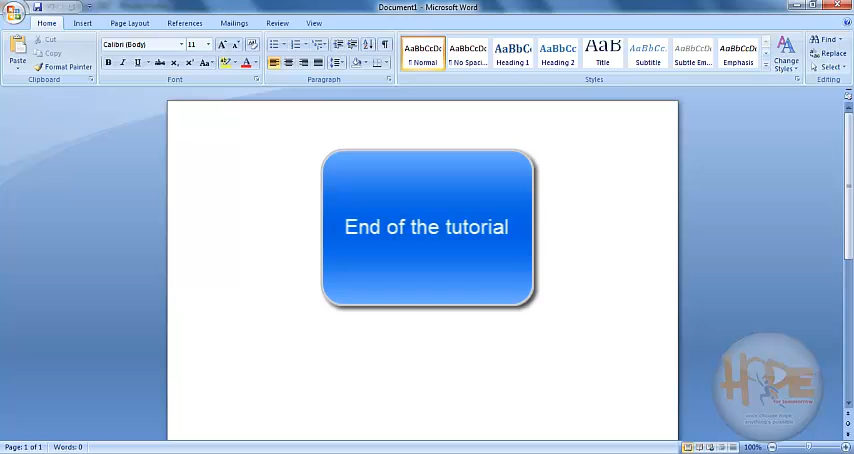 Document1 - Microsoft Word
Home Insert Page Layout References Mailings Review View
Cut
Copy
Paste
Format Painter
Calibri (Body) 11
AaBbCcDc AaBbCcDc AaBbCc AaBbCc AaB AaBbCc. AaBbCcDc AaBbCcDc
¶ Normal ¶ No Spaci... Heading 1 Heading 2 Title Subtitle Subtle Em... Emphasis
Change
Styles
Find
Replace
Select
Clipboard Font Paragraph Styles Editing
End of the tutorial
HOPE
for tomorrow
Page: 1 of 1 Words: 0 100%